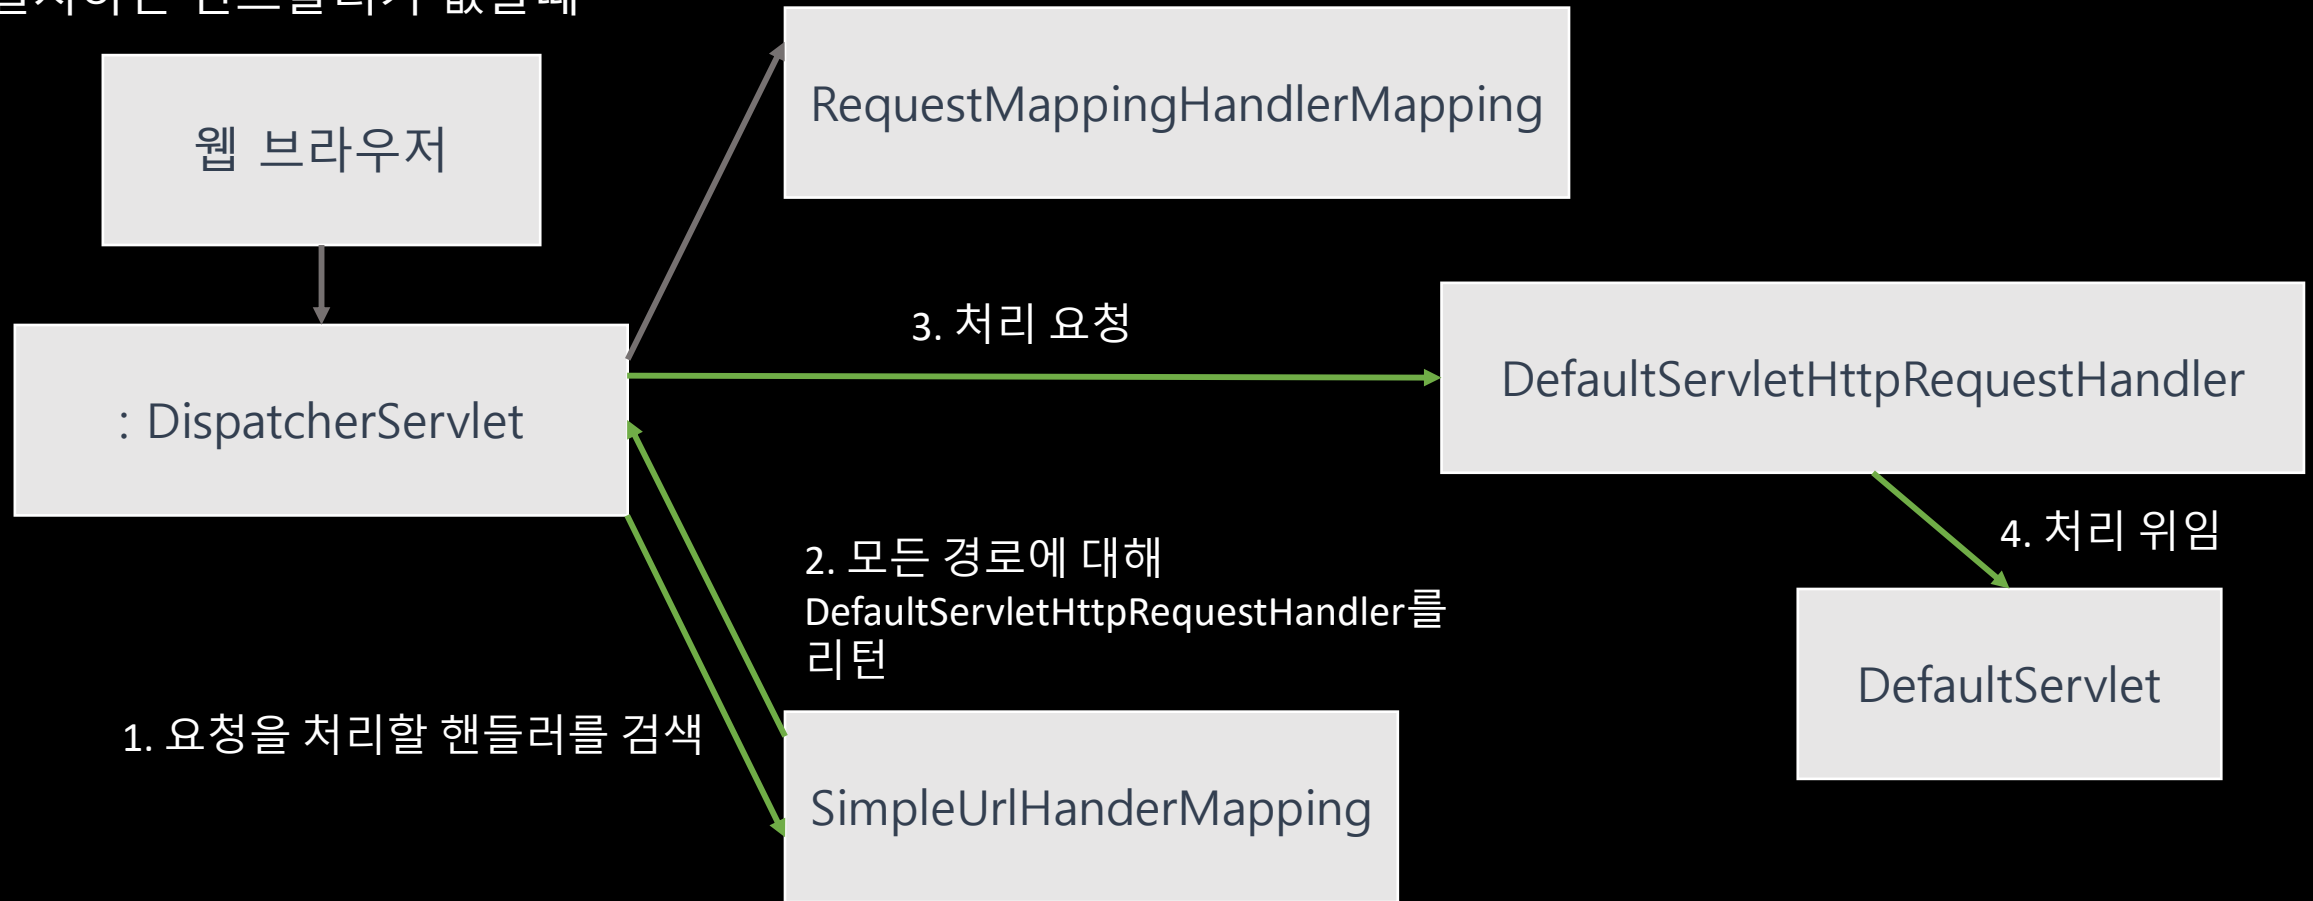 웹 브라우저
RequestMappingHandlerMapping
: DispatcherServlet
3. 처리 요청
DefaultServletHttpRequestHandler
2. 모든 경로에 대해
DefaultServletHttpRequestHandler를
리턴
4. 처리 위임
DefaultServlet
1. 요청을 처리할 핸들러를 검색
SimpleUrlHanderMapping